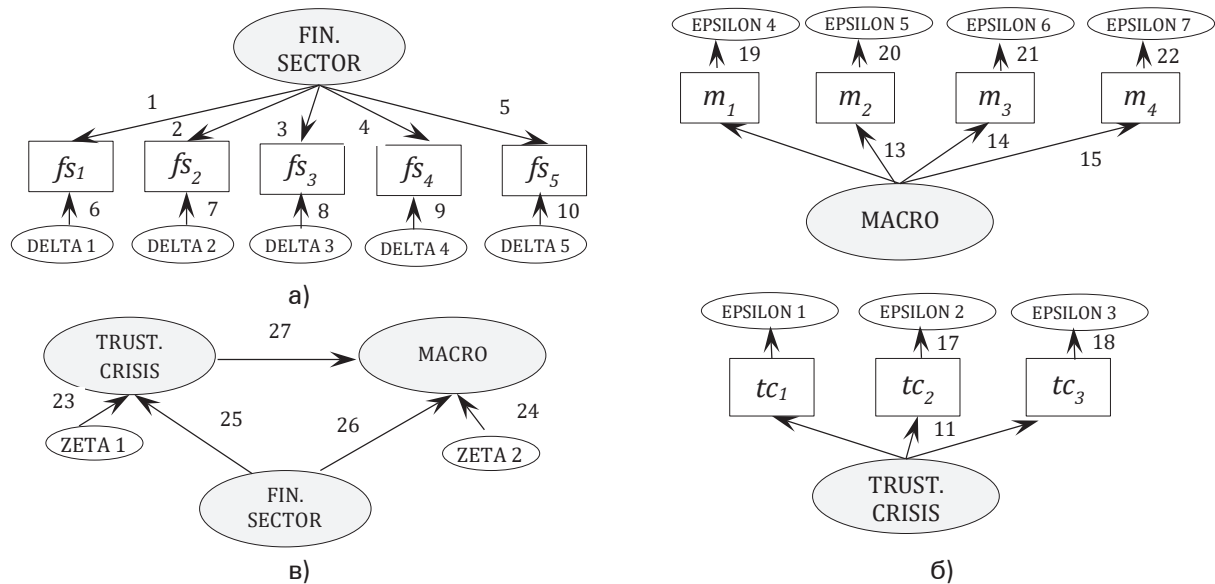 FIN.
SECTOR
1
2
3
4
5
fs1
fs2
fs3
fs4
fs5
6
7
8
9
10
DELTA 1
DELTA 2
DELTA 3
DELTA 4
DELTA 5
а)
EPSILON 4
EPSILON 5
EPSILON 6
EPSILON 7
19
20
21
22
m1
m2
m3
m4
13
14
15
MACRO
TRUST.
CRISIS
27
MACRO
23
25
26
24
ZETA 1
ZETA 2
FIN.
SECTOR
в)
EPSILON 1
EPSILON 2
EPSILON 3
17
18
tc1
tc2
tc3
11
TRUST.
CRISIS
б)